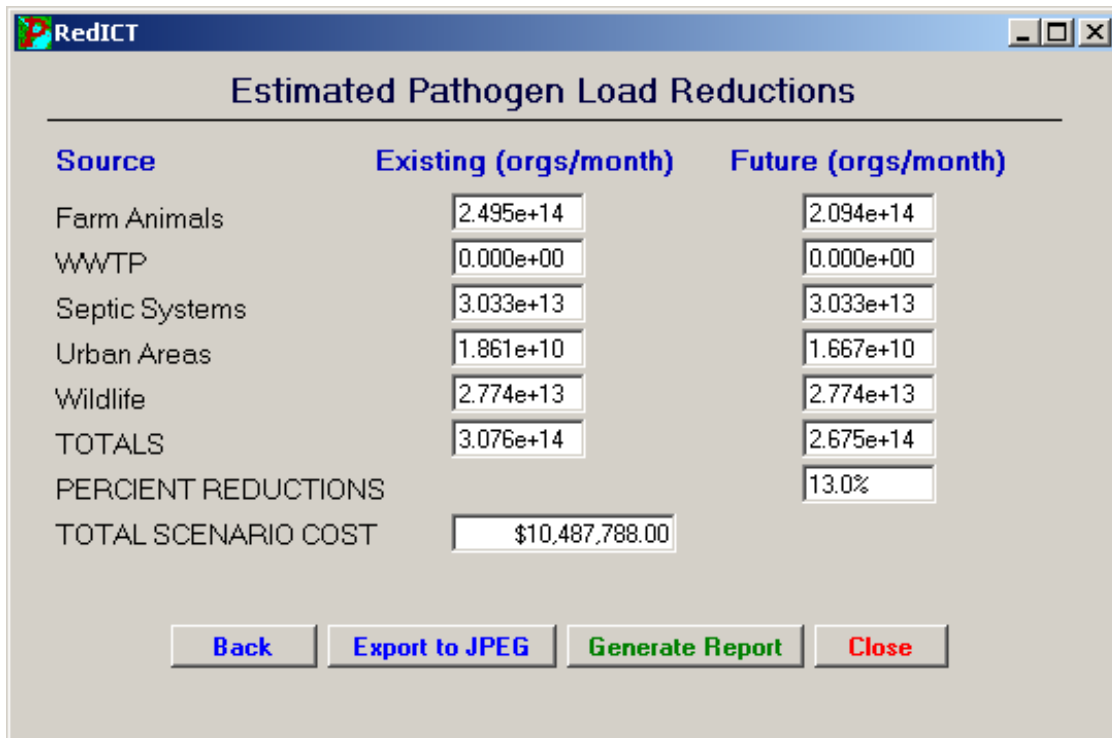 RedICT
Estimated Pathogen Load Reductions
Source Existing (orgs/month) Future (orgs/month)
Farm Animals 2.495e+14 2.094e+14
WWTP 0.000e+00 0.000e+00
Septic Systems 3.033e+13 3.033e+13
Urban Areas 1.861e+10 1.667e+10
Wildlife 2.774e+13 2.774e+13
TOTALS 3.076e+14 2.675e+14
PERCIENT REDUCTIONS 13.0%
TOTAL SCENARIO COST $10,487,788.00
Back Export to JPEG Generate Report Close